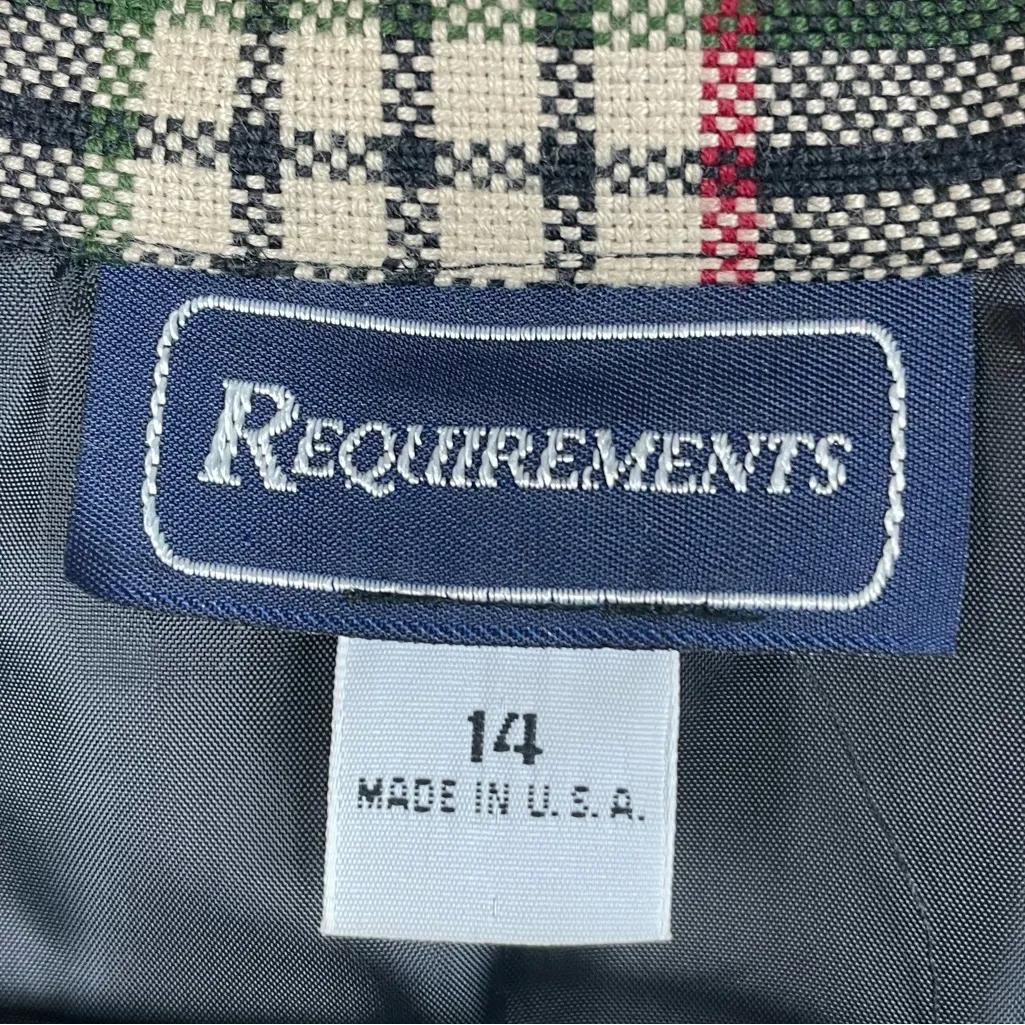 REQUIREMENTS
14
MADE IN U.S.A.